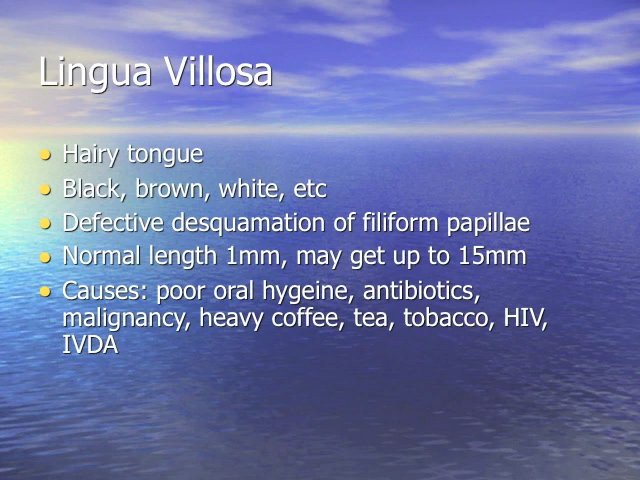 Lingua Villosa
• Hairy tongue
• Black, brown, white, etc
• Defective desquamation of filiform papillae
• Normal length 1mm, may get up to 15mm
• Causes: poor oral hygeine, antibiotics,
malignancy, heavy coffee, tea, tobacco, HIV,
IVDA